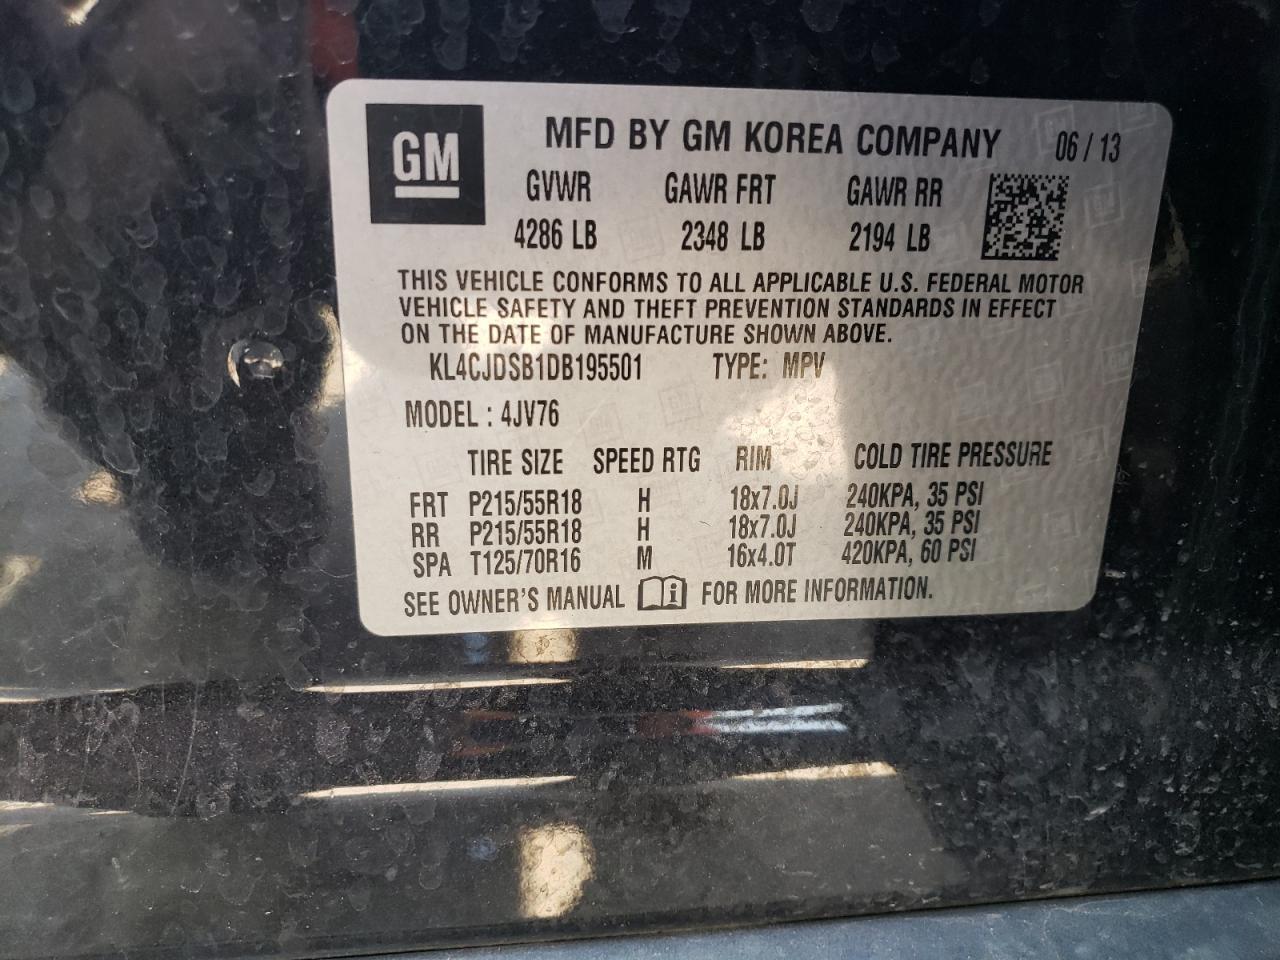 GM
MFD BY GM KOREA COMPANY 06 / 13
GVWR GAWR FRT GAWR RR
4286 LB 2348 LB 2194 LB
THIS VEHICLE CONFORMS TO ALL APPLICABLE U.S. FEDERAL MOTOR
VEHICLE SAFETY AND THEFT PREVENTION STANDARDS IN EFFECT
ON THE DATE OF MANUFACTURE SHOWN ABOVE.
KL4CJDSB1DB195501 TYPE: MPV
MODEL : 4JV76
TIRE SIZE SPEED RTG RIM COLD TIRE PRESSURE
FRT P215/55R18 H 18x7.0J 240KPA, 35 PSI
RR P215/55R18 H 18x7.0J 240KPA, 35 PSI
SPA T125/70R16 M 16x4.0T 420KPA, 60 PSI
SEE OWNER'S MANUAL FOR MORE INFORMATION.